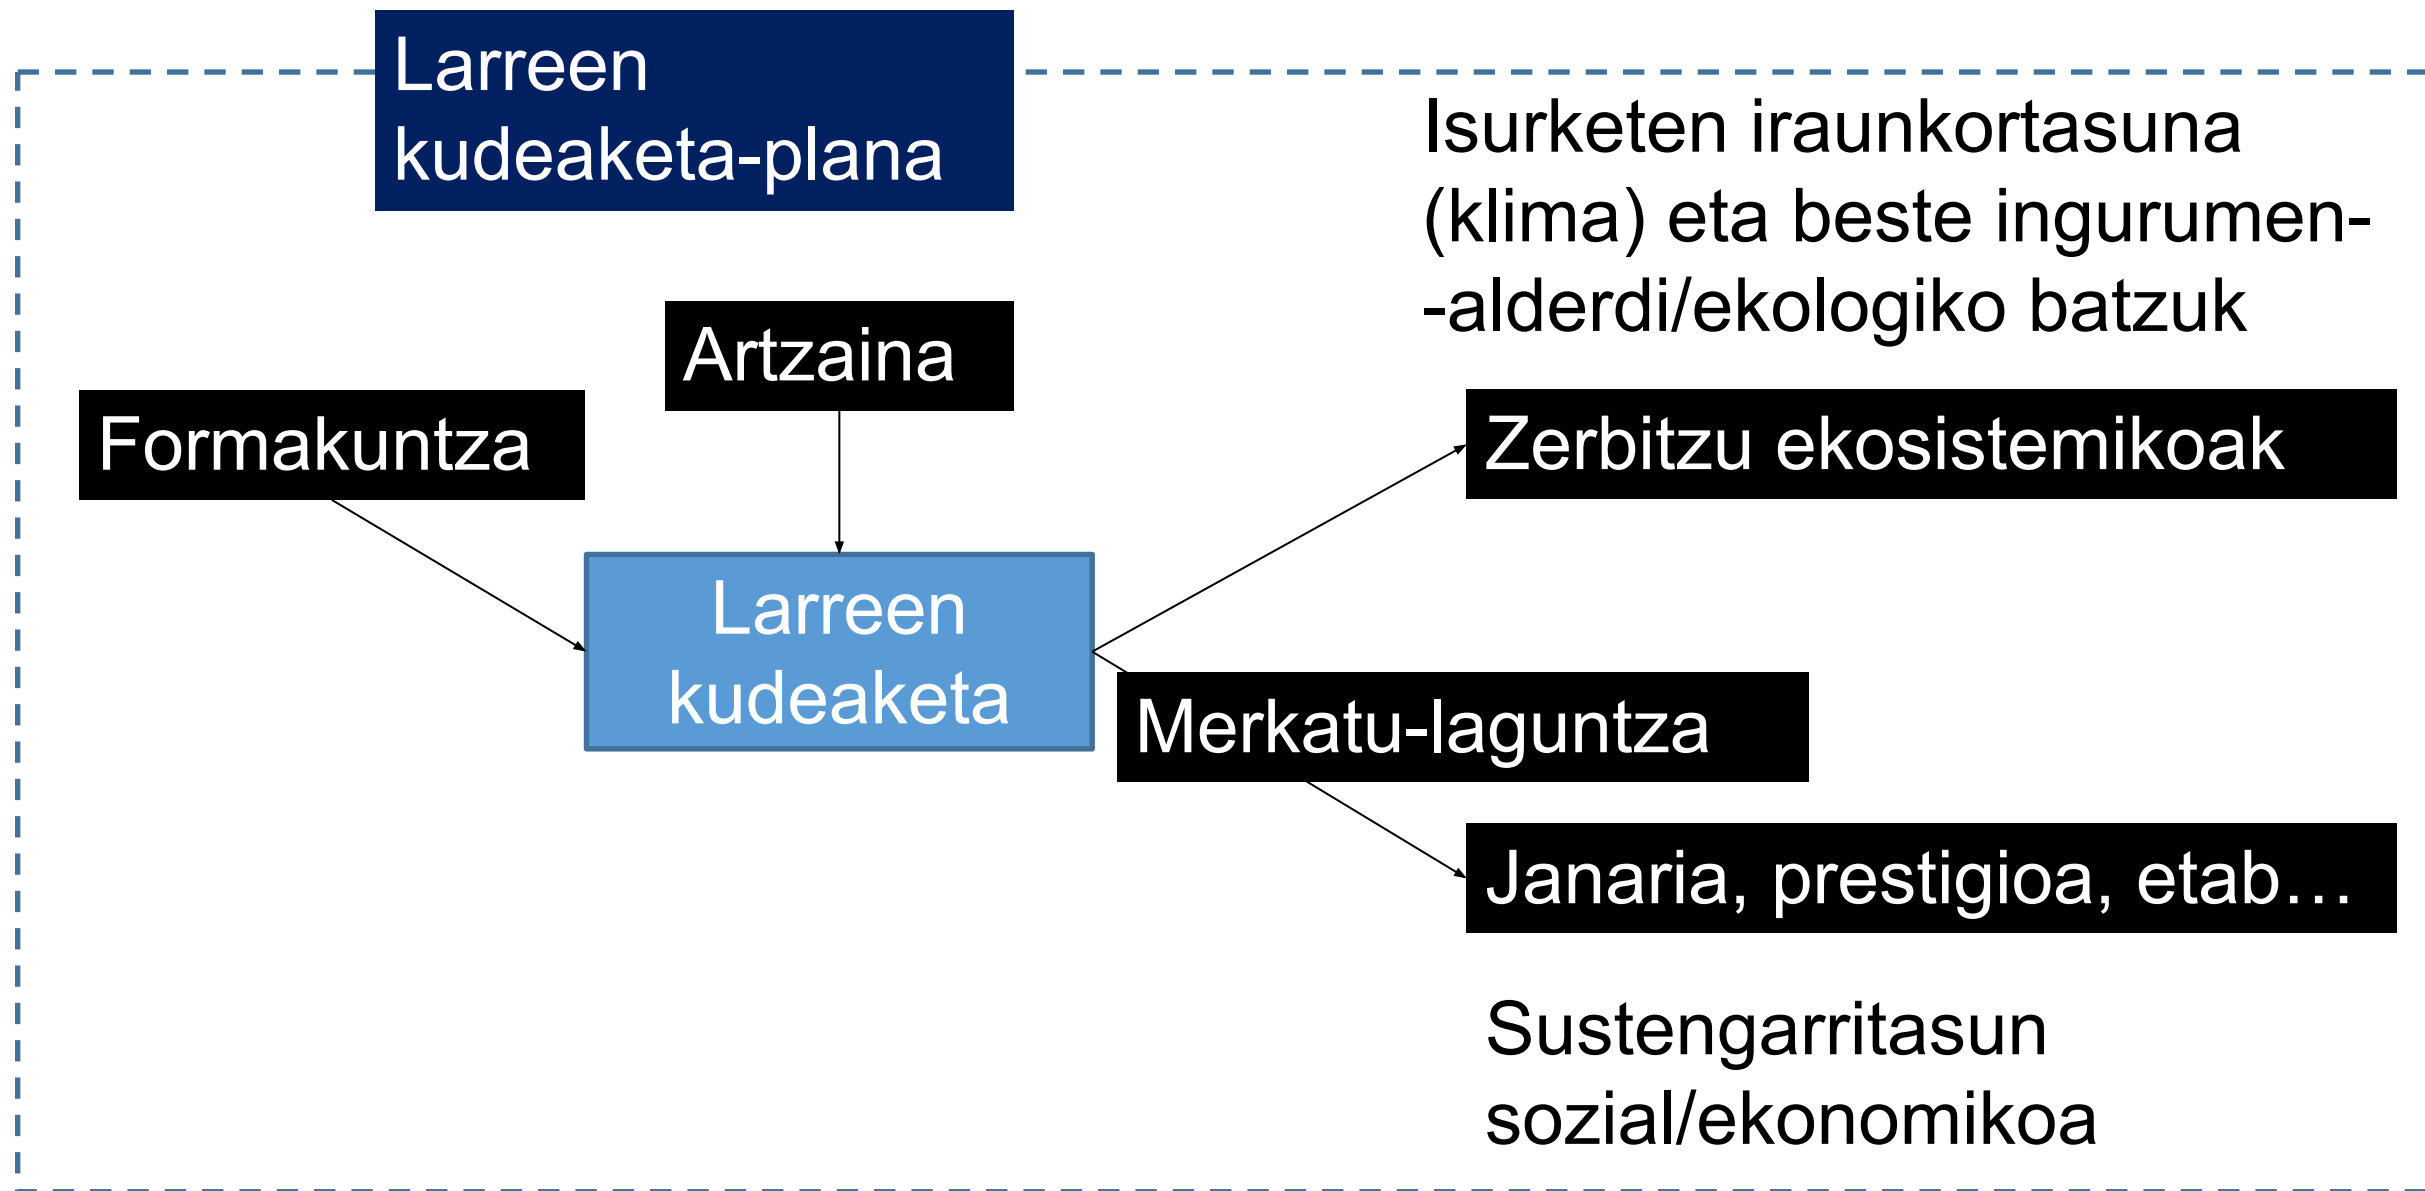 Larreen
kudeaketa-plana
Isurketen iraunkortasuna
(klima) eta beste ingurumen-
-alderdi/ekologiko batzuk
Artzaina
Formakuntza
Zerbitzu ekosistemikoak
Larreen
kudeaketa
Merkatu-laguntza
Janaria, prestigioa, etab…
Sustengarritasun
sozial/ekonomikoa